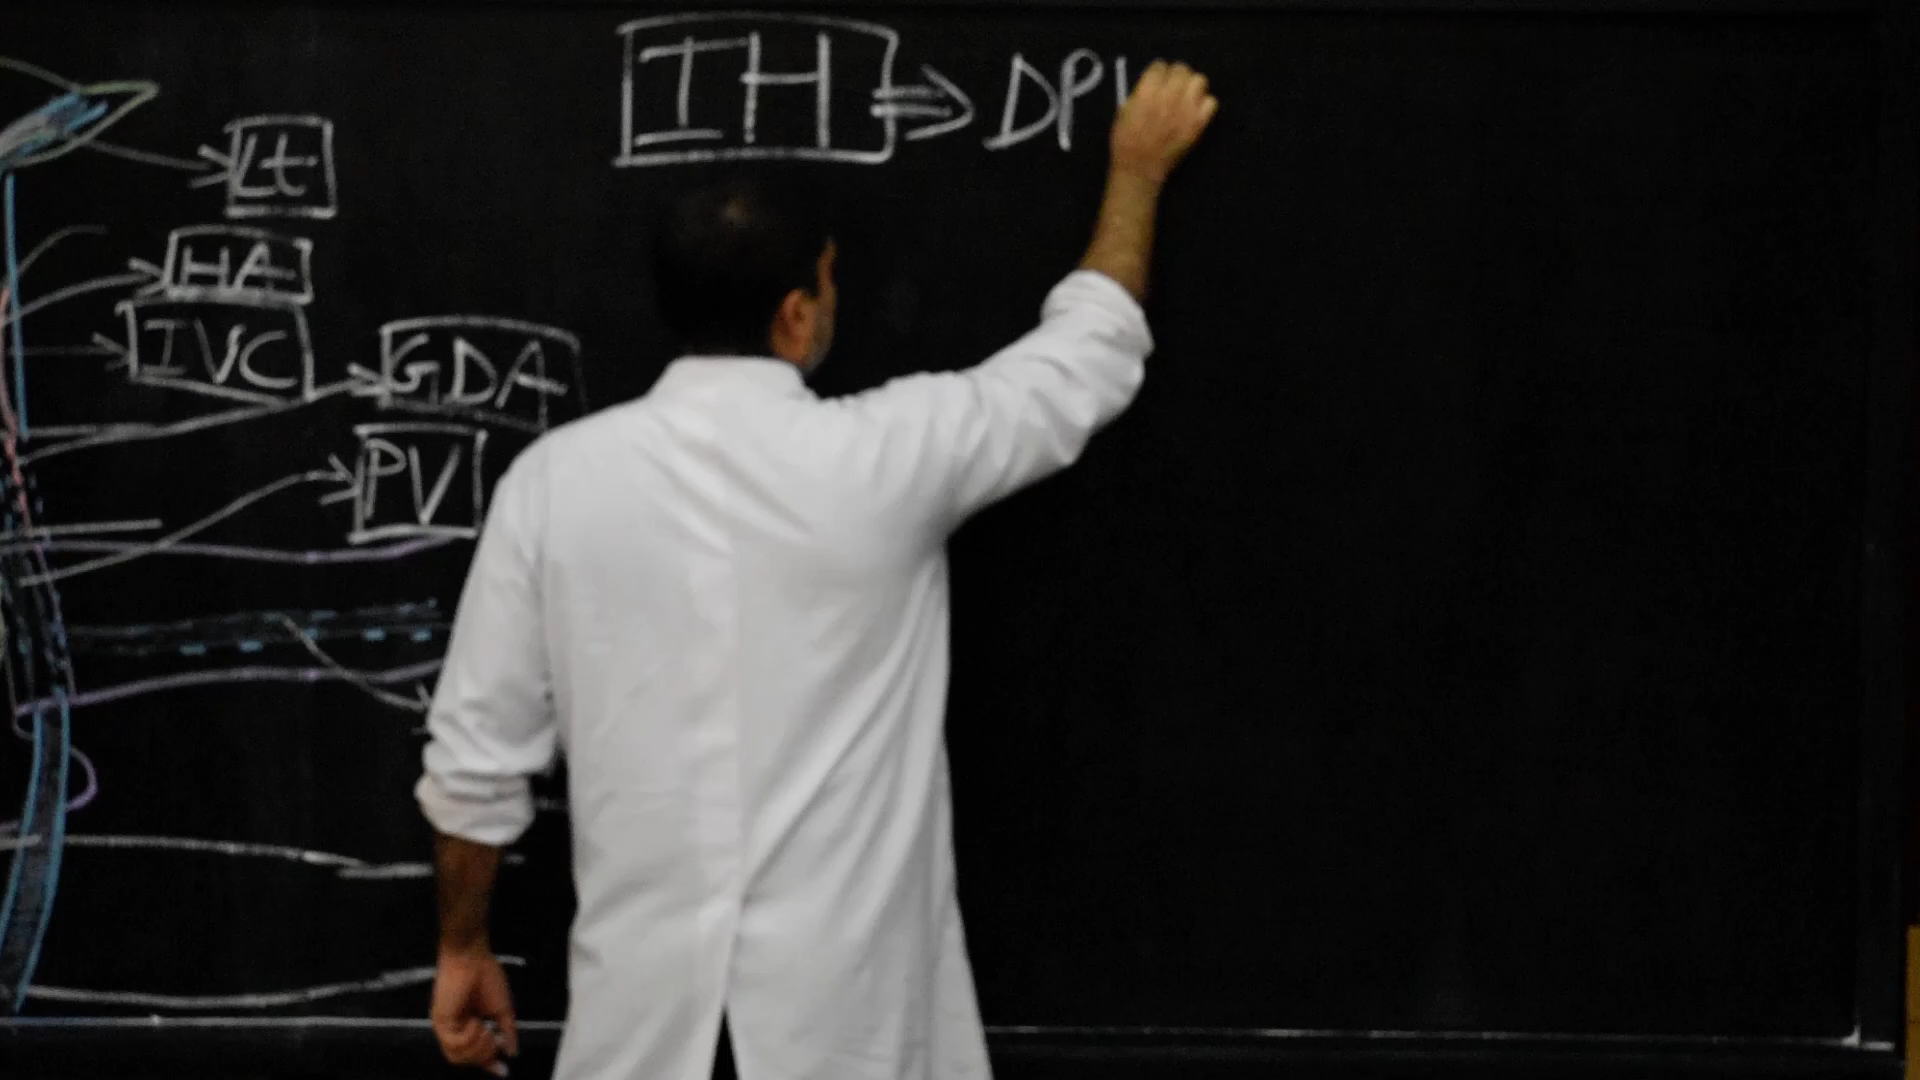 IH ⇒ DP
Lt
HA
IVC
GDA
PV